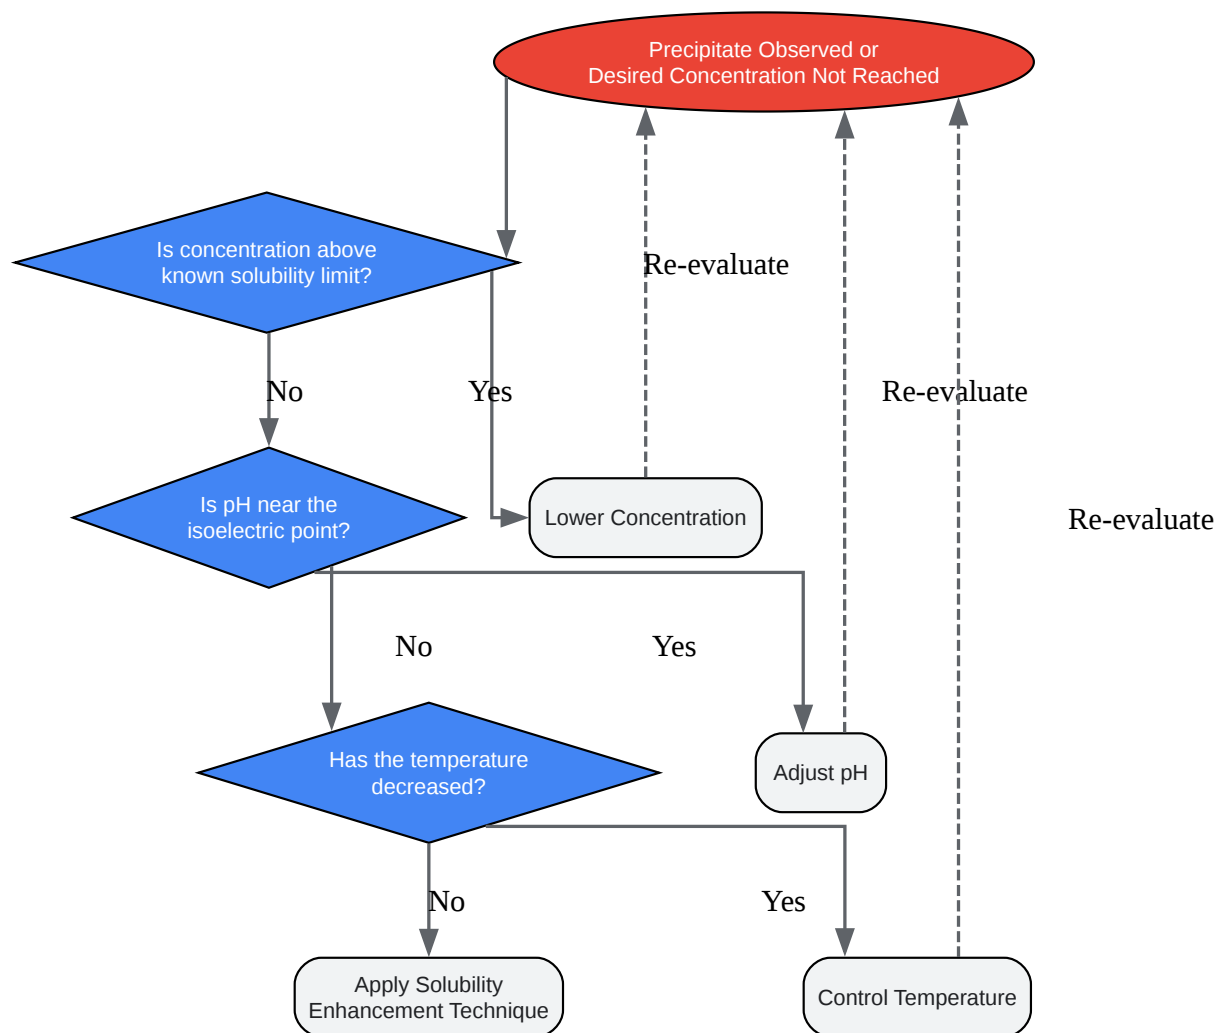 Precipitate Observed or
Desired Concentration Not Reached
Is concentration above
known solubility limit?
Re-evaluate
No
Yes
Re-evaluate
Is pH near the
isoelectric point?
Lower Concentration
Re-evaluate
No
Yes
Has the temperature
decreased?
Adjust pH
No
Yes
Apply Solubility
Enhancement Technique
Control Temperature